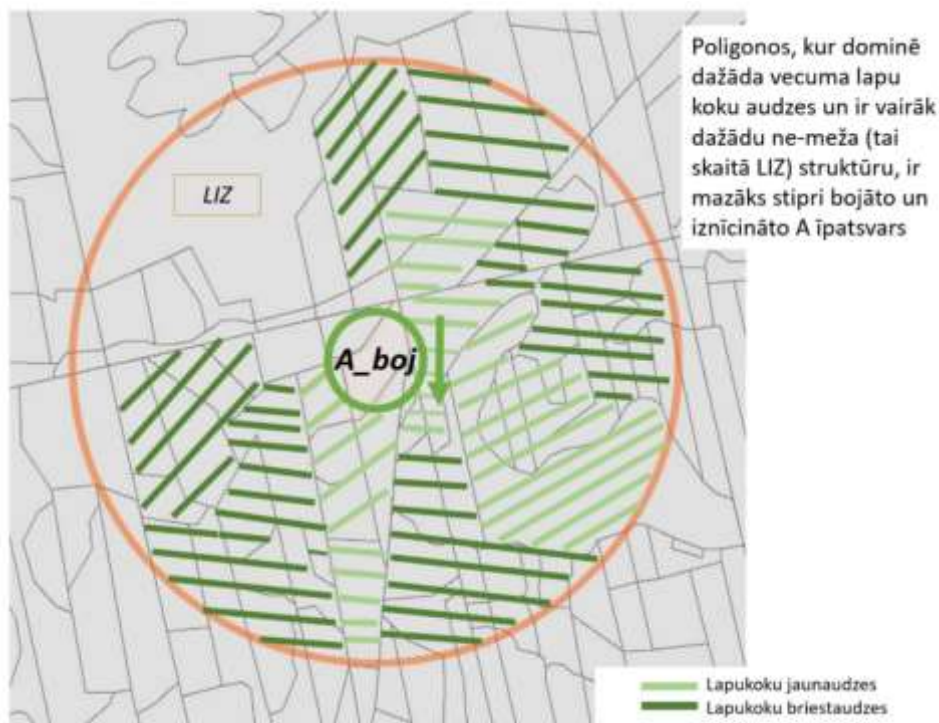 Poligonos, kur dominē
dažāda vecuma lapu
koku audzes un ir vairāk
dažādu ne-meža (tai
skaitā LIZ) struktūru, ir
mazāks stipri bojāto un
iznīcināto A īpatsvars
LIZ
A_boj
Lapukoku jaunaudzes
Lapukoku briestaudzes